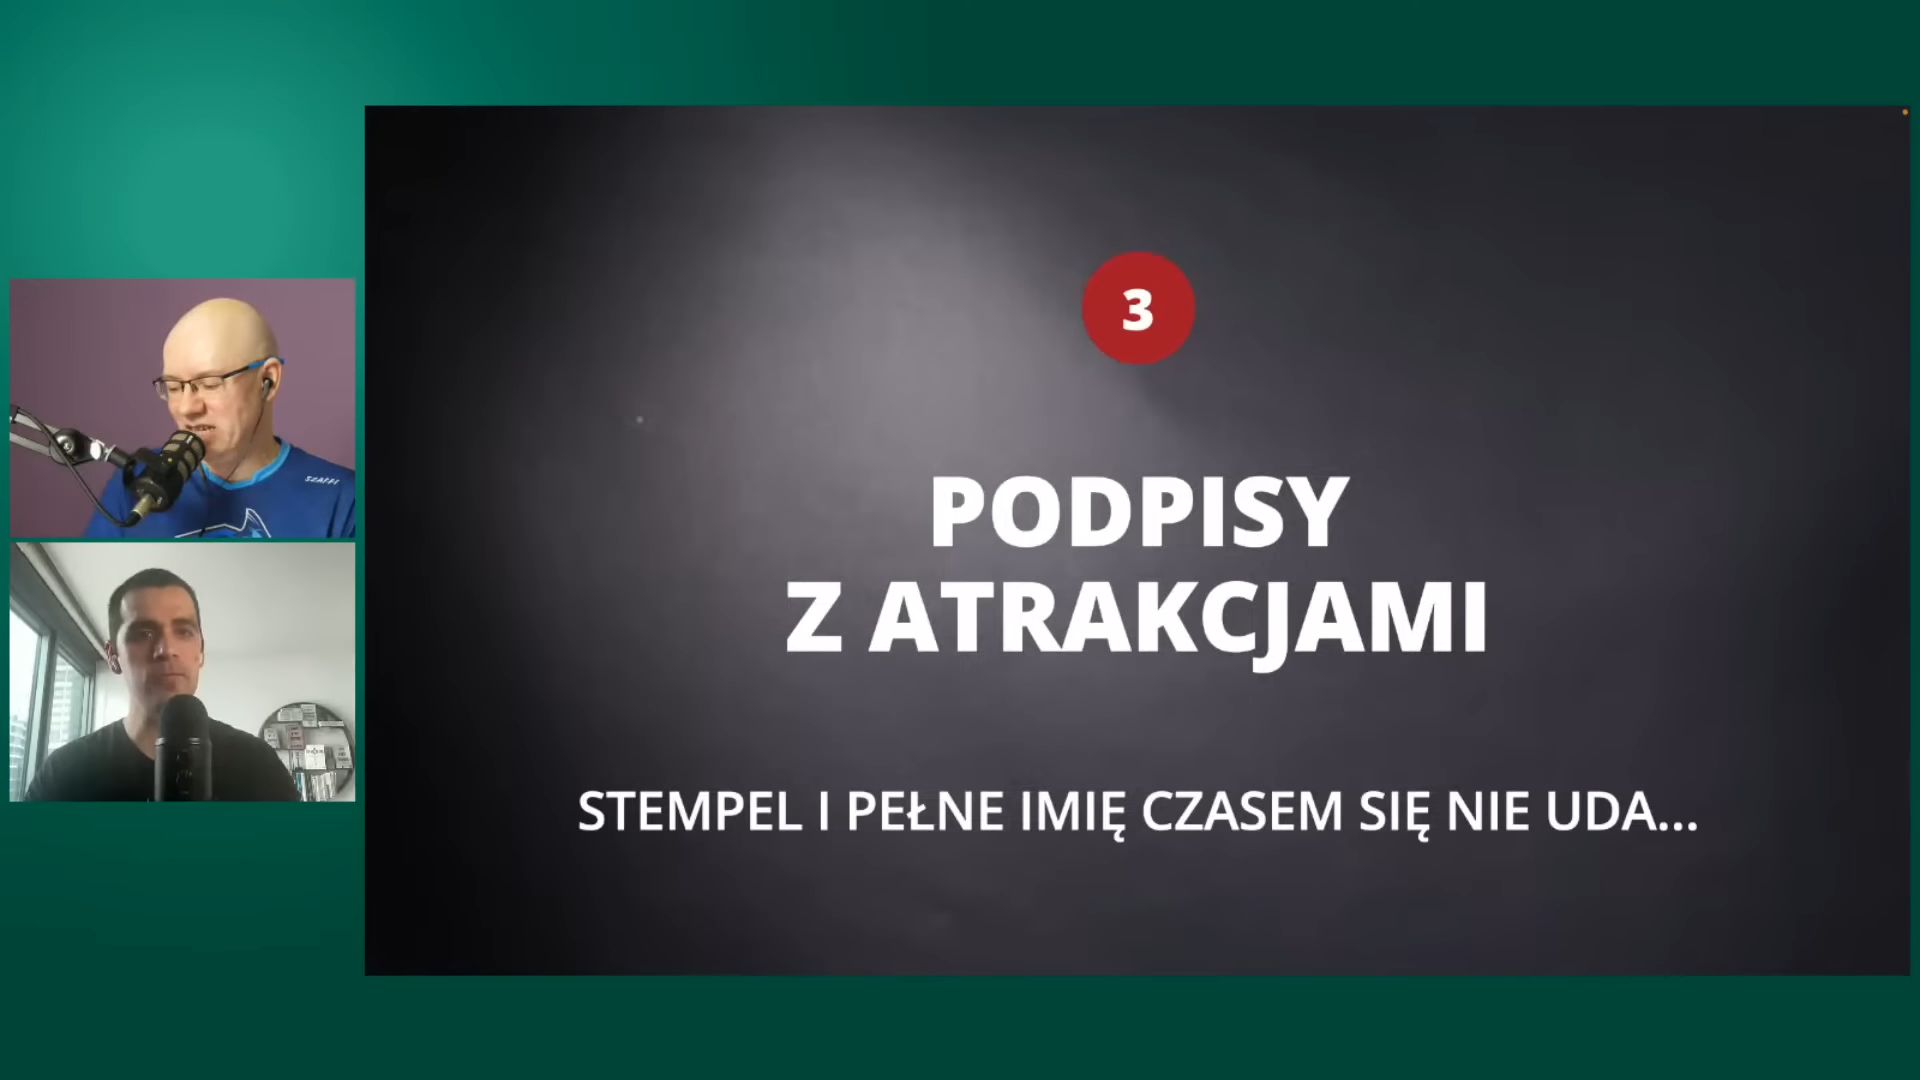 3
PODPISY
Z ATRAKCJAMI
STEMPEL I PEŁNE IMIĘ CZASEM SIĘ NIE UDA...